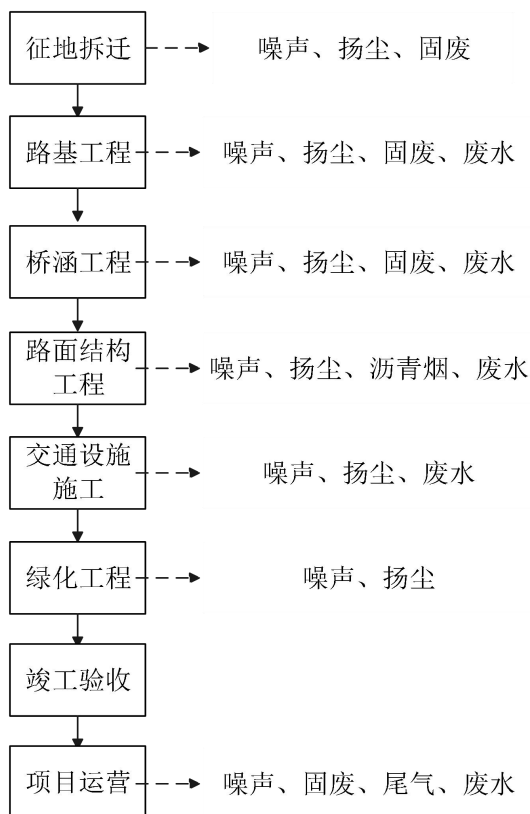 征地拆迁
噪声、扬尘、固废
路基工程
噪声、扬尘、固废、废水
桥涵工程
噪声、扬尘、固废、废水
路面结构
工程
噪声、扬尘、沥青烟、废水
交通设施
施工
噪声、扬尘、废水
绿化工程
噪声、扬尘
竣工验收
项目运营
噪声、固废、尾气、废水